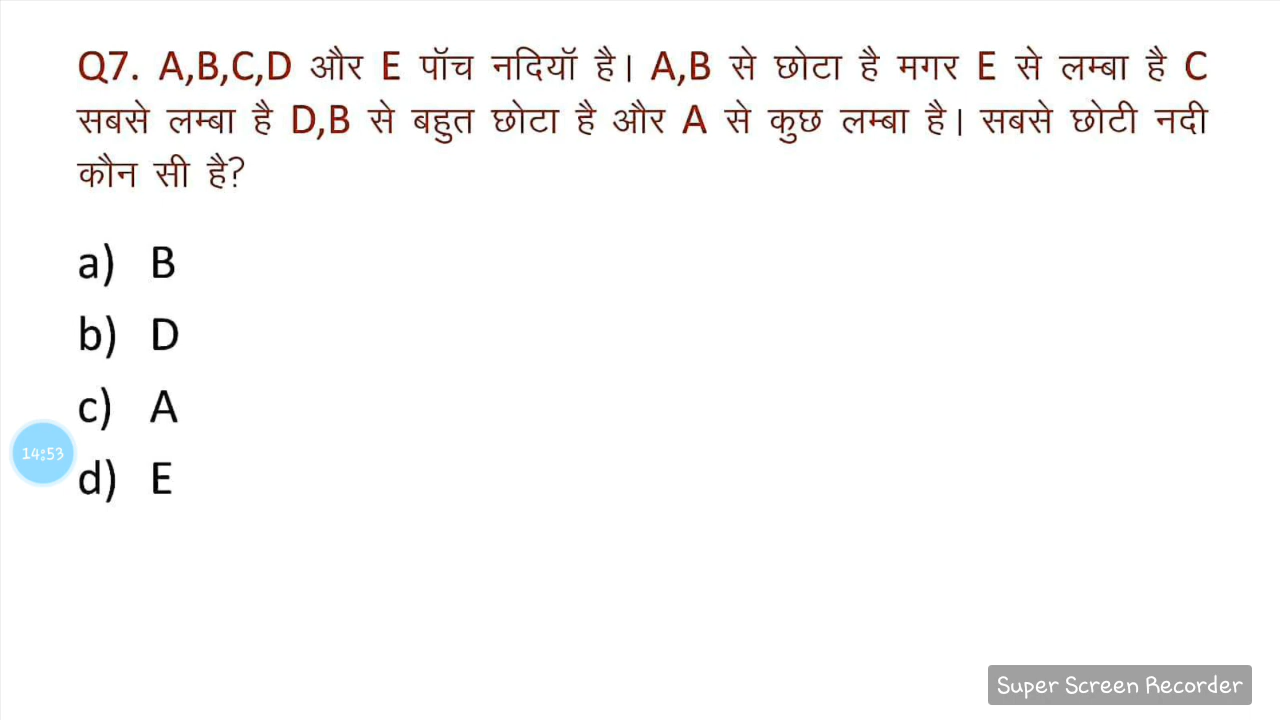 Q7. A,B,C,D और E पॉच नदियॉ है। A,B से छोटा है मगर E से लम्बा है C
सबसे लम्बा है D,B से बहुत छोटा है और A से कुछ लम्बा है। सबसे छोटी नदी
कौन सी है?
a) B
b) D
c) A
14:53
d) E
Super Screen Recorder